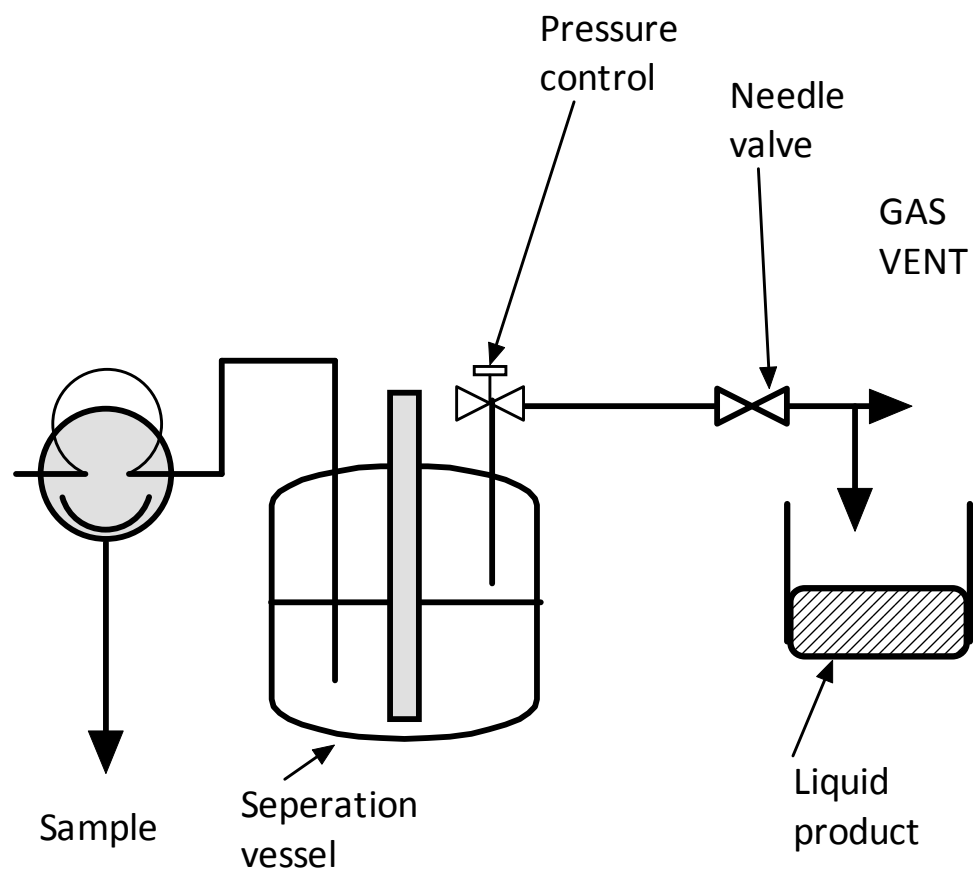 Pressure
control
Needle
valve
GAS
VENT
Sample
Seperation
vessel
Liquid
product